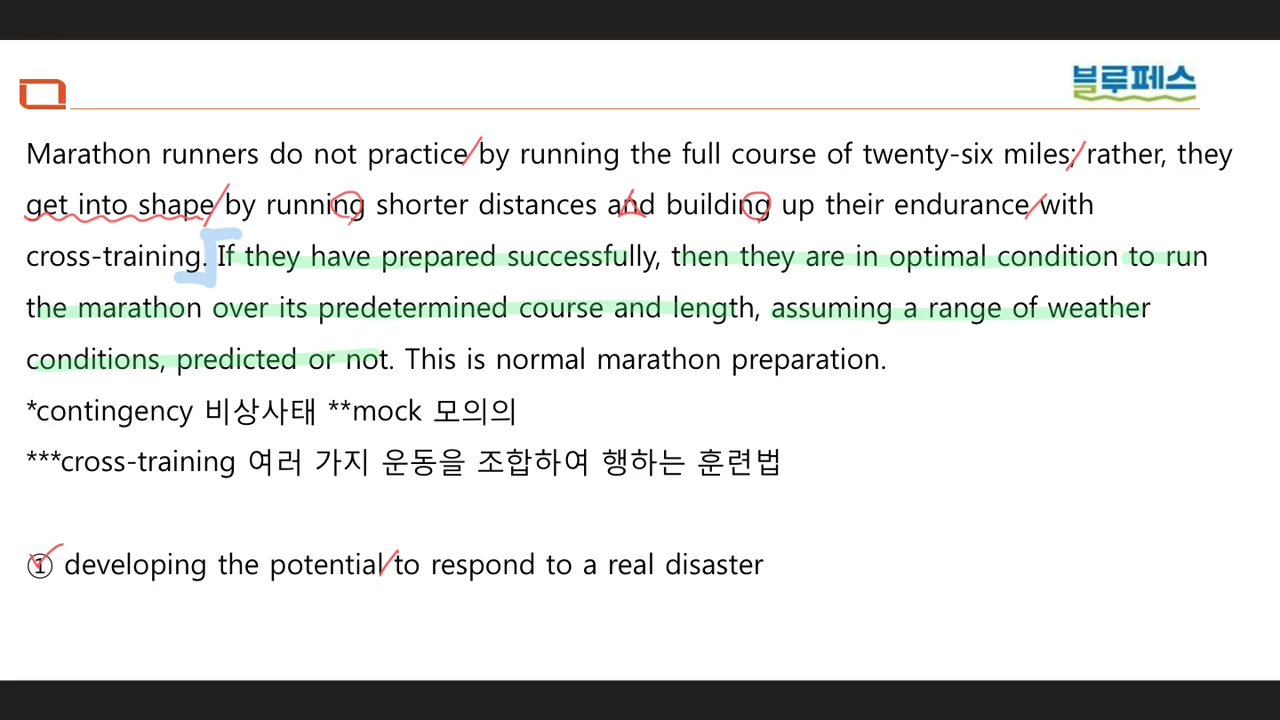 블루페스
Marathon runners do not practice by running the full course of twenty-six miles; rather, they
get into shape by running shorter distances and building up their endurance with
cross-training. If they have prepared successfully, then they are in optimal condition to run
the marathon over its predetermined course and length, assuming a range of weather
conditions, predicted or not. This is normal marathon preparation.
*contingency 비상사태 **mock 모의의
***cross-training 여러 가지 운동을 조합하여 행하는 훈련법
① developing the potential to respond to a real disaster